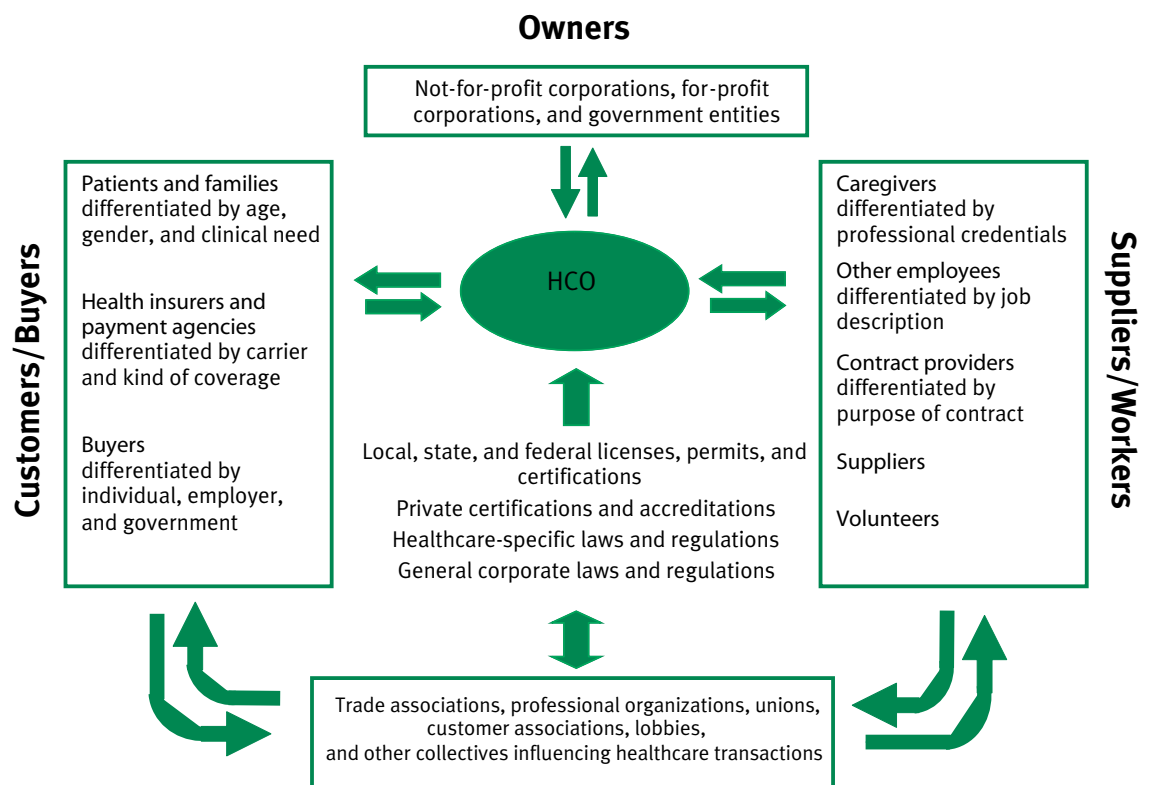 Owners
Not-for-profit corporations, for-profit
corporations, and government entities
Customers/Buyers
Patients and families
differentiated by age,
gender, and clinical need
Health insurers and
payment agencies
differentiated by carrier
and kind of coverage
Buyers
differentiated by
individual, employer,
and government
HCO
Local, state, and federal licenses, permits, and
certifications
Private certifications and accreditations
Healthcare-specific laws and regulations
General corporate laws and regulations
Caregivers
differentiated by
professional credentials
Other employees
differentiated by job
description
Contract providers
differentiated by
purpose of contract
Suppliers
Volunteers
Suppliers/Workers
Trade associations, professional organizations, unions,
customer associations, lobbies,
and other collectives influencing healthcare transactions